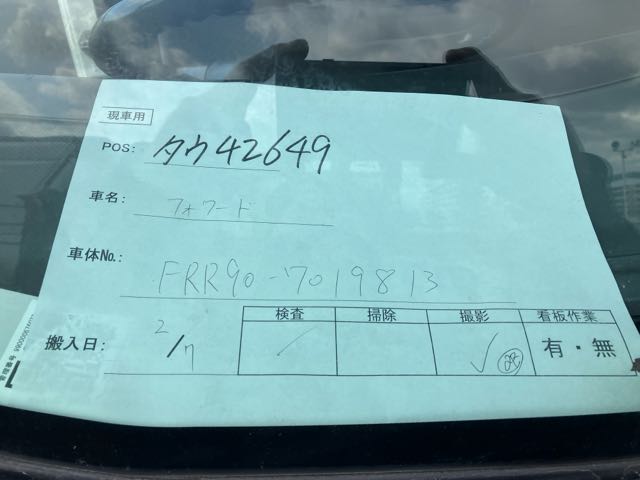 現車用
POS: タウ42649
車名: フォワード
車体No.: FRR90-7019813
搬入日: 2/7
検査 掃除 撮影 看板作業
✓ ✓ 有・無